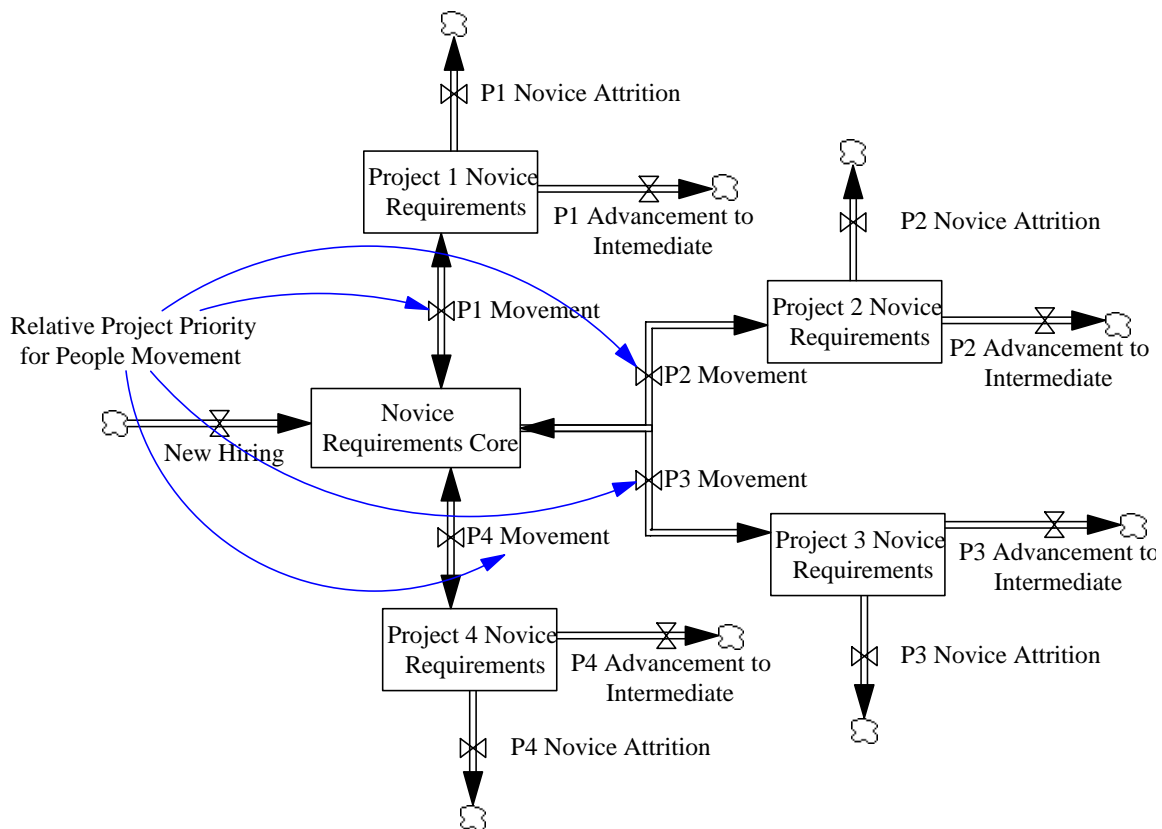 P1 Novice Attrition
Project 1 Novice
Requirements
P1 Advancement to
Intemediate
P2 Novice Attrition
Project 2 Novice
Requirements
P2 Advancement to
Intermediate
Relative Project Priority
for People Movement
P1 Movement
P2 Movement
Novice
Requirements Core
New Hiring
P3 Movement
P4 Movement
Project 3 Novice
Requirements
P3 Advancement to
Intermediate
Project 4 Novice
Requirements
P4 Advancement to
Intermediate
P3 Novice Attrition
P4 Novice Attrition